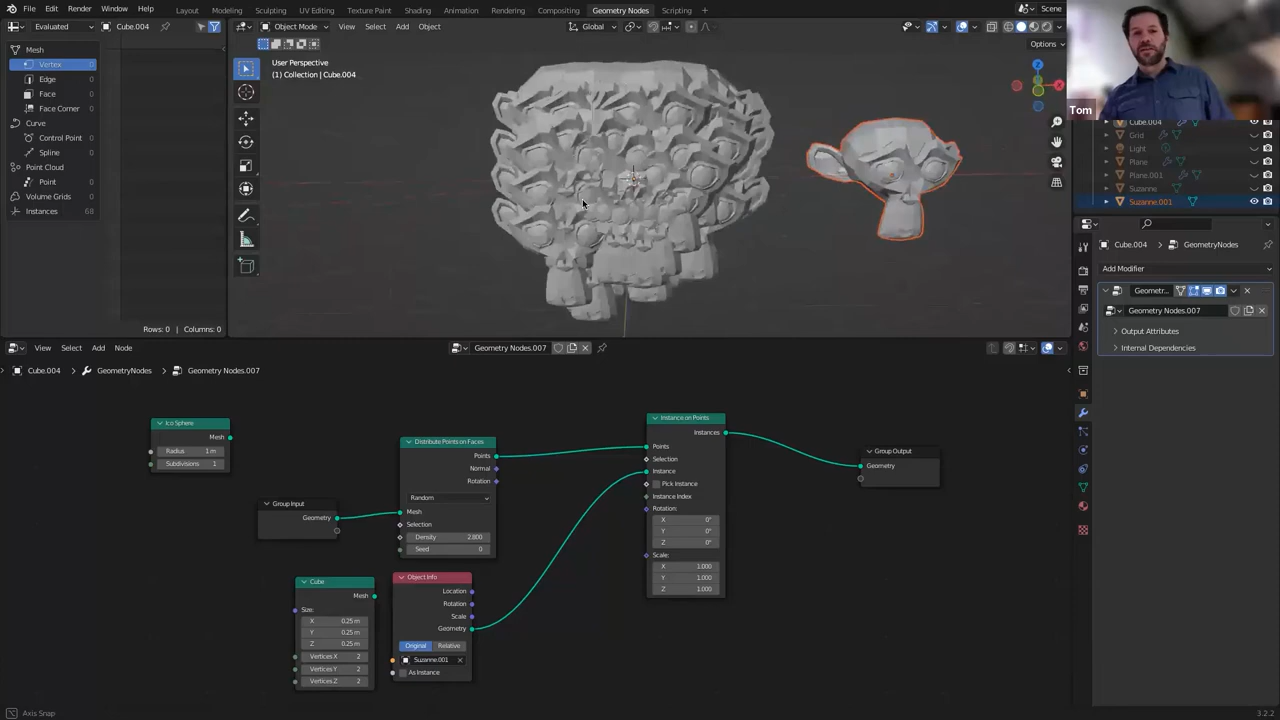 File Edit Render Window Help Layout Modeling Sculpting UV Editing Texture Paint Shading Animation Rendering Compositing Geometry Nodes Scripting Scene
Evaluated Cube.004 Object Mode View Select Add Object Global
Options
Mesh
Vertex 0
Edge 0
Face 0
Face Corner 0
Curve
Control Point 0
Spline 0
Point Cloud
Point 0
Volume Grids 0
Instances 68
Rows: 0 | Columns: 0
User Perspective
(1) Collection | Cube.004
Tom
Cube.004
Grid
Light
Plane
Plane.001
Suzanne
Suzanne.001
Cube.004 GeometryNodes
Add Modifier
Geometr...
Geometry Nodes.007
Output Attributes
Internal Dependencies
View Select Add Node Geometry Nodes.007
Cube.004 GeometryNodes Geometry Nodes.007
Ico Sphere
Mesh
Radius 1 m
Subdivisions 1
Group Input
Geometry
Distribute Points on Faces
Points
Normal
Rotation
Random
Mesh
Selection
Density 2.800
Seed 0
Cube
Mesh
Size:
X 0.25 m
Y 0.25 m
Z 0.25 m
Vertices X 2
Vertices Y 2
Vertices Z 2
Object Info
Location
Rotation
Scale
Geometry
Original Relative
Suzanne.001
As Instance
Instance on Points
Instances
Points
Selection
Instance
Pick Instance
Instance Index
Rotation:
X 0°
Y 0°
Z 0°
Scale:
X 1.000
Y 1.000
Z 1.000
Group Output
Geometry
Axis Snap
3.2.2